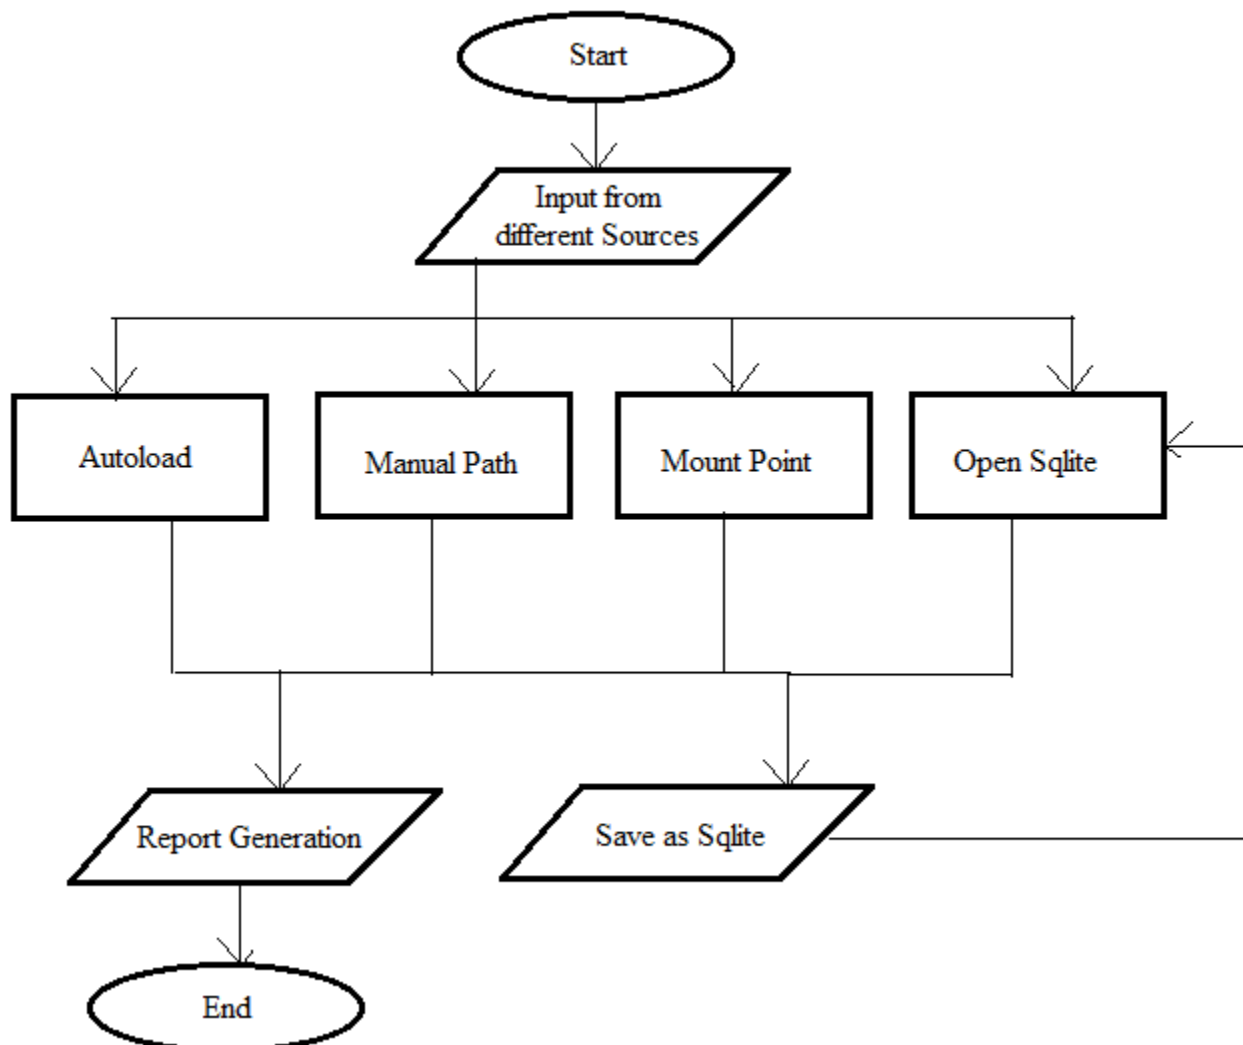 Start
Input from
different Sources
Autoload
Manual Path
Mount Point
Open Sqlite
Report Generation
Save as Sqlite
End